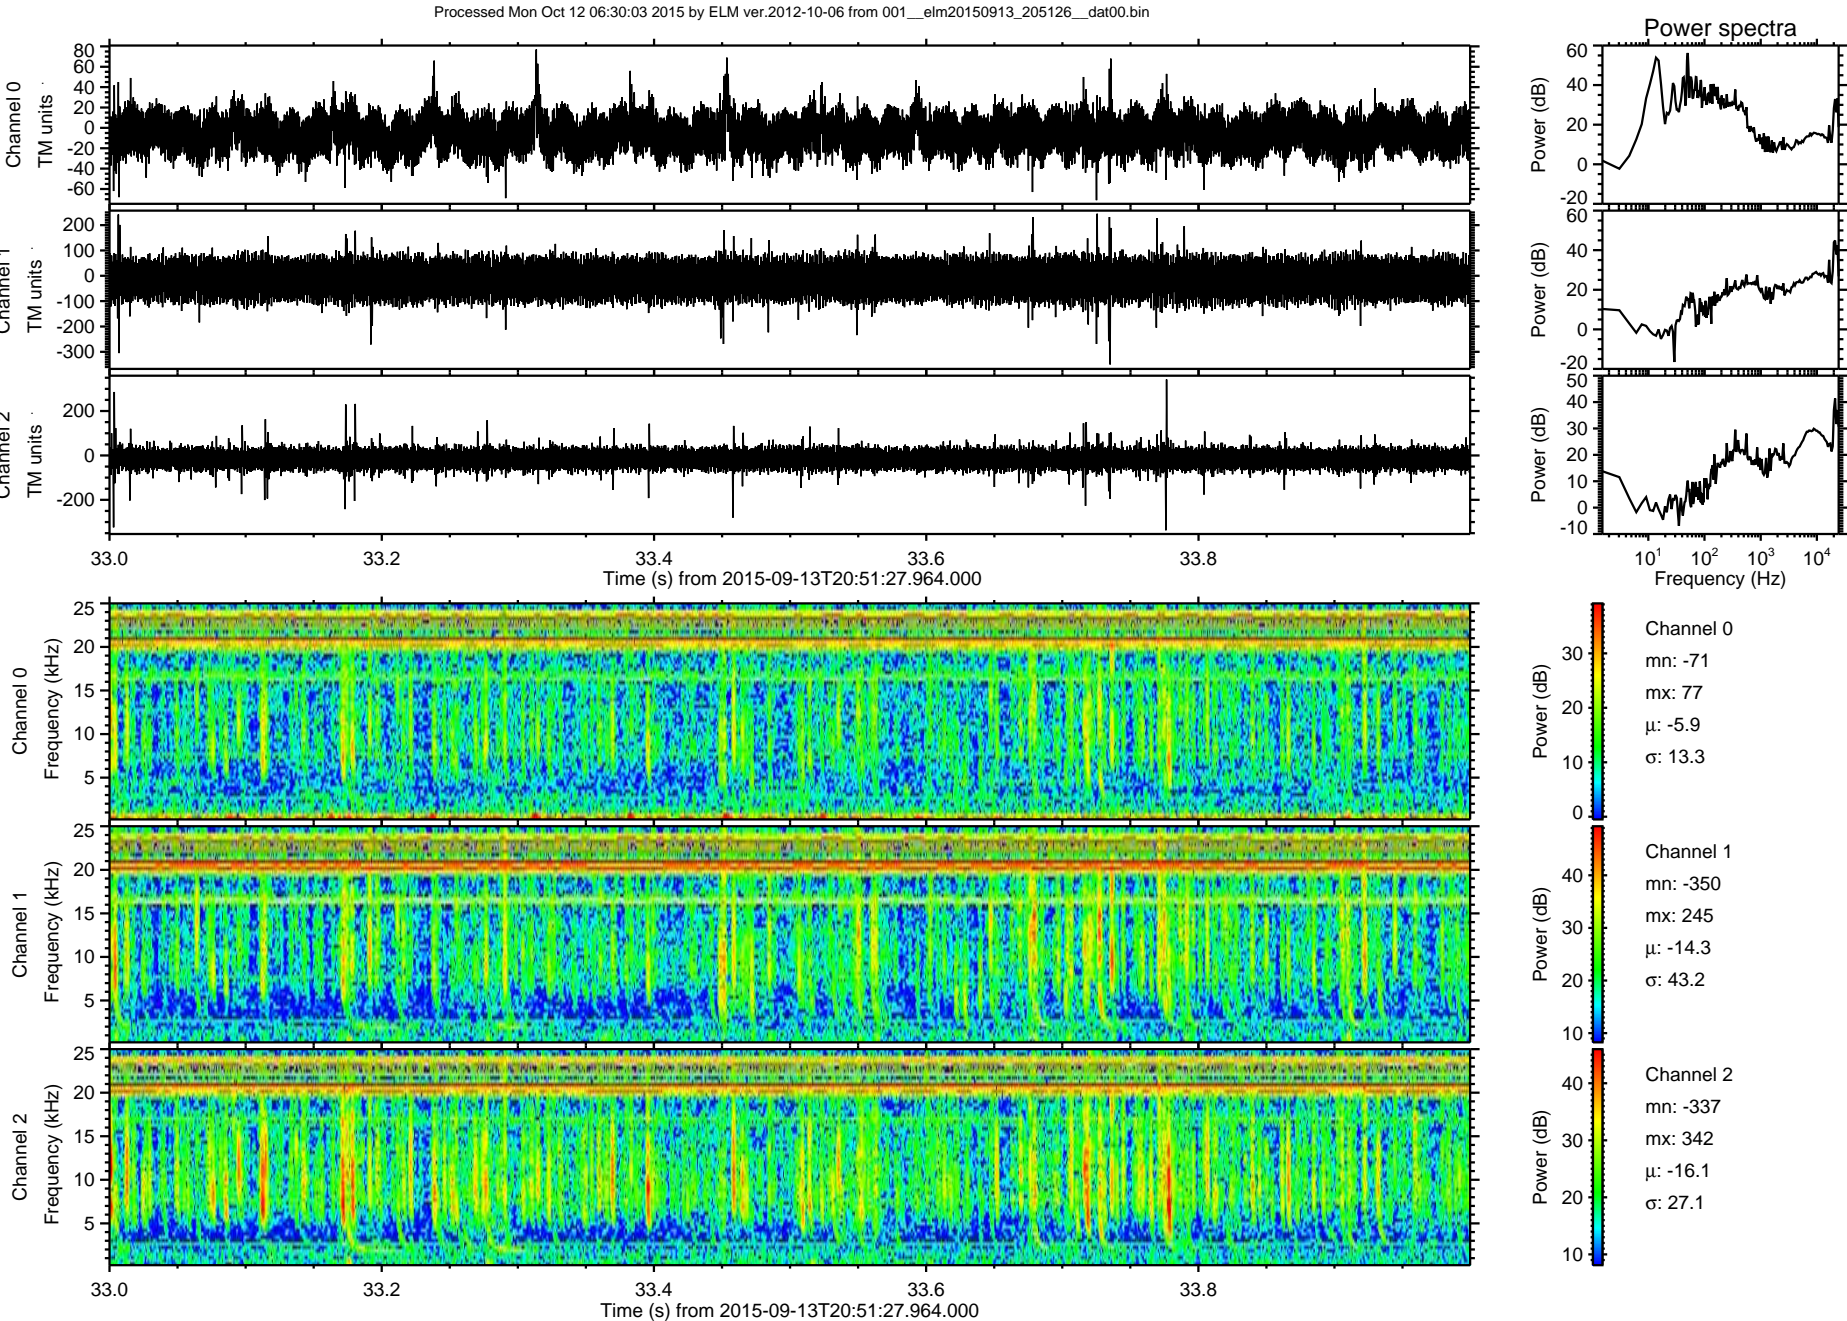 Processed Mon Oct 12 06:30:03 2015 by ELM ver.2012-10-06 from 001__elm20150913_205126__dat00.bin
Power spectra
Channel 0
TM units
80
60
40
20
0
-20
-40
-60
Power (dB)
60
40
20
0
-20
Channel 1
TM units
200
100
0
-100
-200
-300
Power (dB)
60
40
20
0
-20
Channel 2
TM units
200
0
-200
Power (dB)
50
40
30
20
10
0
-10
33.0 33.2 33.4 33.6 33.8
Time (s) from 2015-09-13T20:51:27.964.000
10¹ 10² 10³ 10⁴
Frequency (Hz)
Channel 0
Frequency (kHz)
25
20
15
10
5
Power (dB)
30
20
10
0
Channel 0
mn: -71
mx: 77
μ: -5.9
σ: 13.3
Channel 1
Frequency (kHz)
25
20
15
10
5
Power (dB)
40
30
20
10
Channel 1
mn: -350
mx: 245
μ: -14.3
σ: 43.2
Channel 2
Frequency (kHz)
25
20
15
10
5
Power (dB)
40
30
20
10
Channel 2
mn: -337
mx: 342
μ: -16.1
σ: 27.1
33.0 33.2 33.4 33.6 33.8
Time (s) from 2015-09-13T20:51:27.964.000